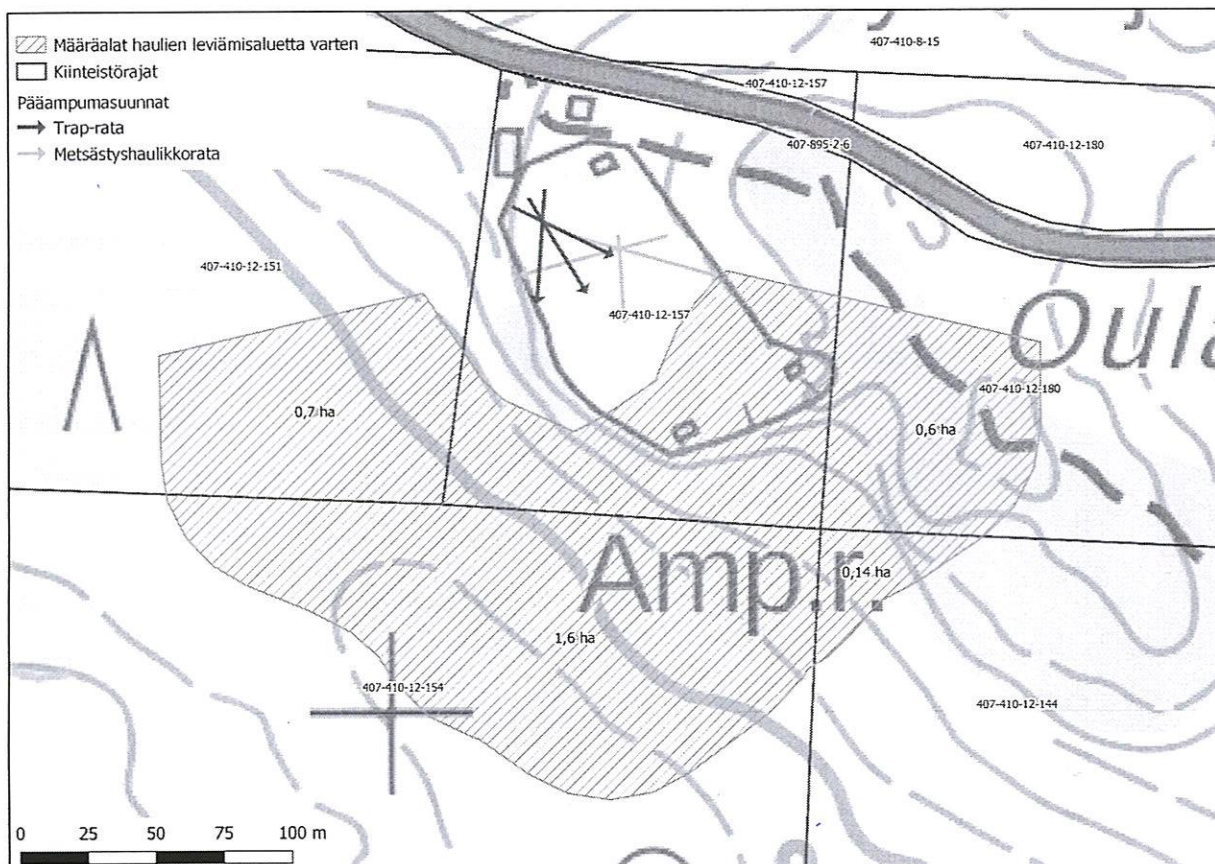 Määräalat haulien leviämisaluetta varten
Kiinteistörajat
Pääampumasuunnat
Trap-rata
Metsästyshaulikkorata
407-410-8-15
407-410-12-157
407-895-2-6
407-410-12-180
407-410-12-151
407-410-12-157
Oula
407-410-12-180
0,7 ha
0,6 ha
Amp.r.
0,14 ha
1,6 ha
407-410-12-154
407-410-12-144
0 25 50 75 100 m